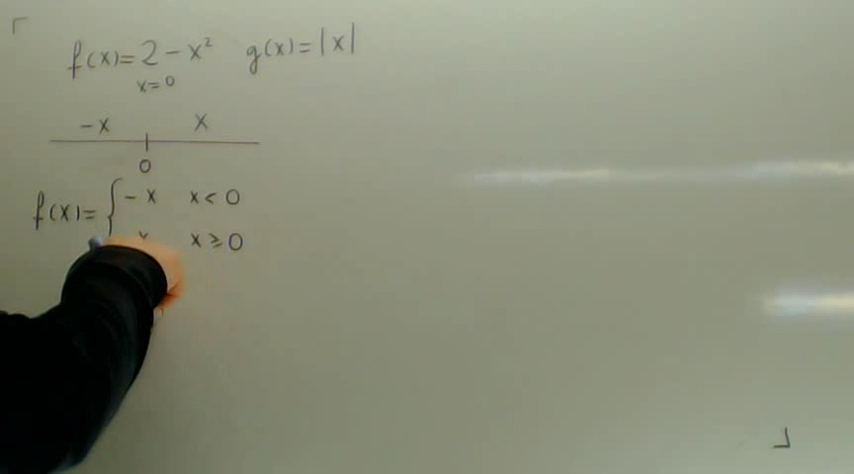 f(x)=2-x² g(x)=|x|
x=0
-x x
0
f(x)={-x x<0
x x≥0